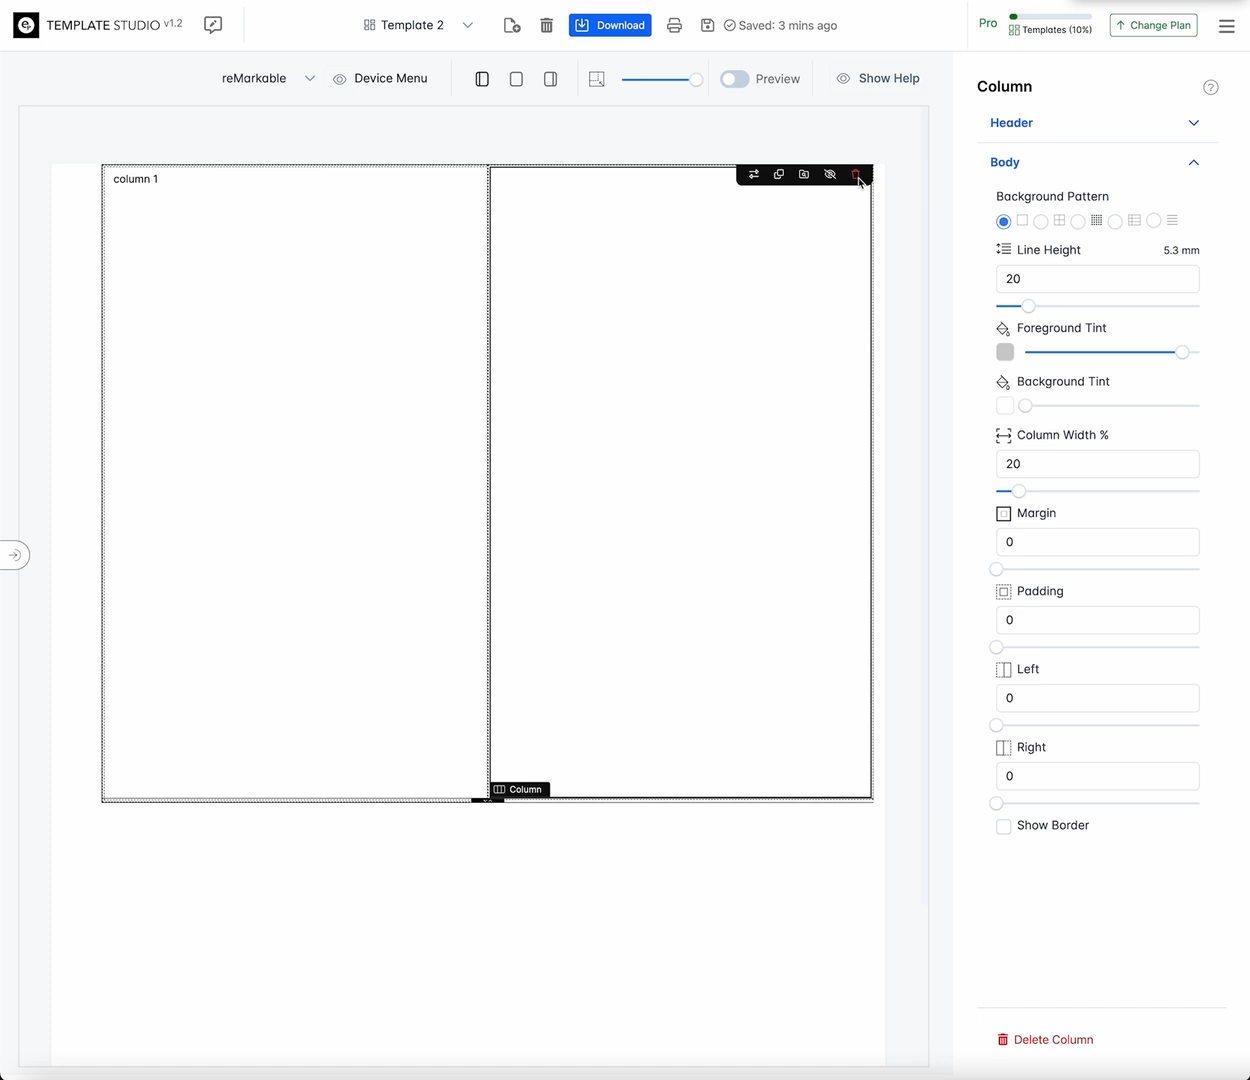 TEMPLATE STUDIO v1.2
Template 2
Download
Saved: 3 mins ago
Pro
Templates (10%)
Change Plan
reMarkable
Device Menu
Preview
Show Help
column 1
Column
Column
Header
Body
Background Pattern
Line Height 5.3 mm
20
Foreground Tint
Background Tint
Column Width %
20
Margin
0
Padding
0
Left
0
Right
0
Show Border
Delete Column